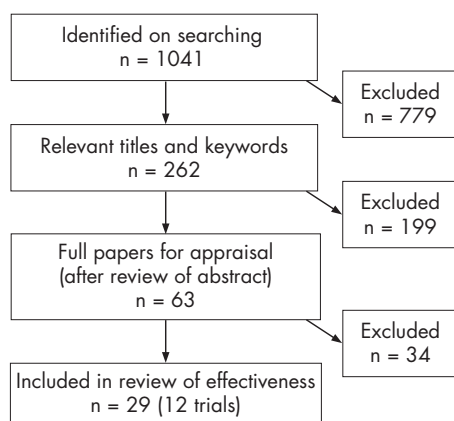 Identified on searching
n = 1041
Excluded
n = 779
Relevant titles and keywords
n = 262
Excluded
n = 199
Full papers for appraisal
(after review of abstract)
n = 63
Excluded
n = 34
Included in review of effectiveness
n = 29 (12 trials)